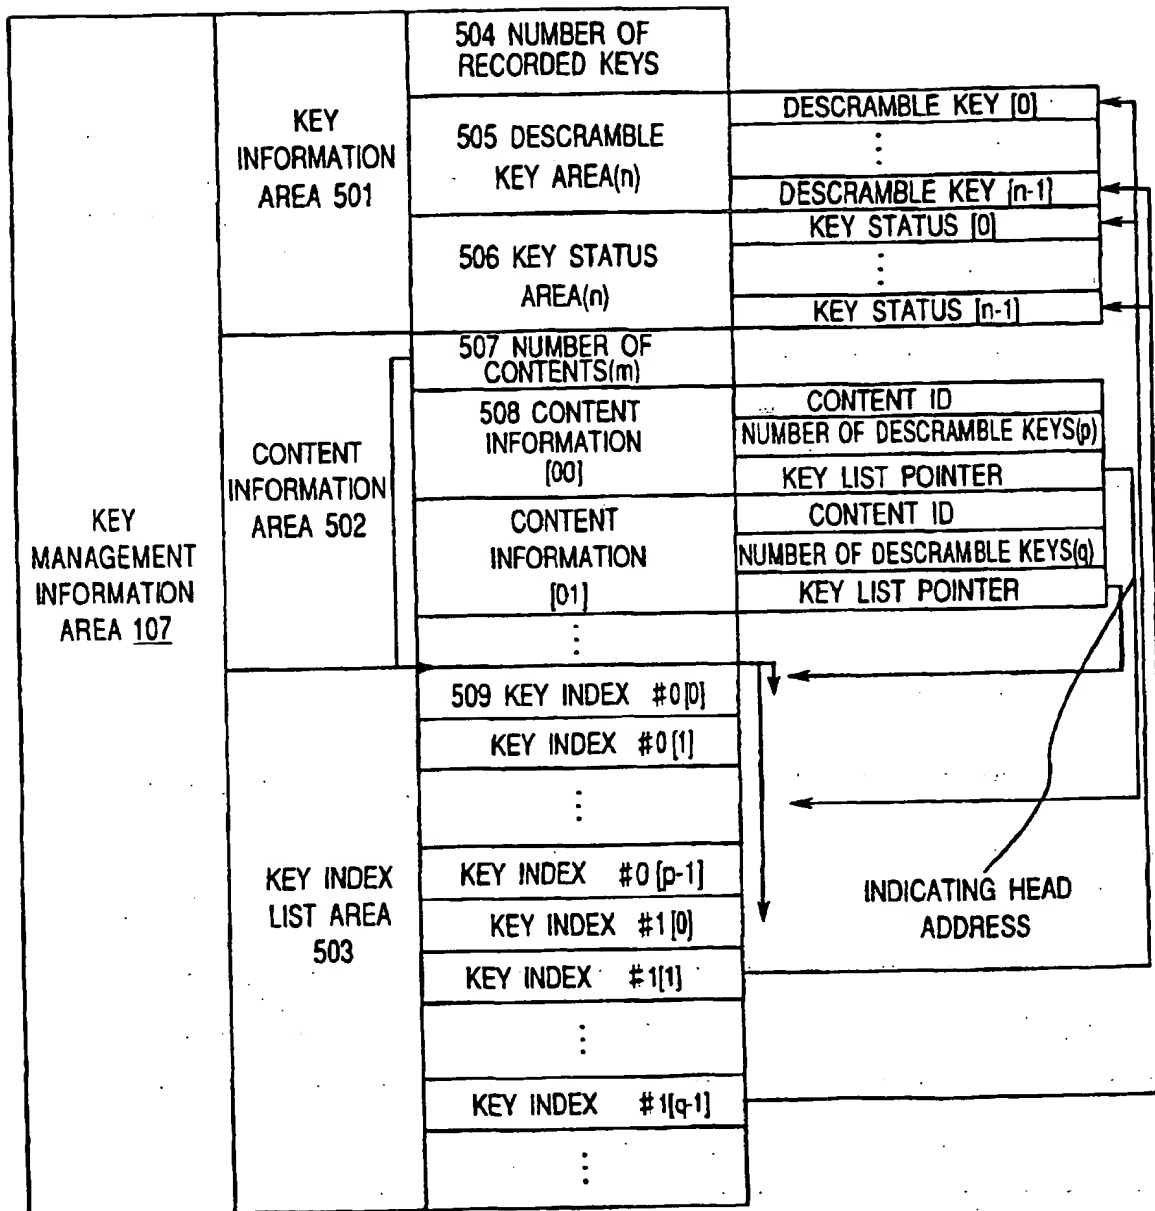 KEY
MANAGEMENT
INFORMATION
AREA 107
KEY
INFORMATION
AREA 501
504 NUMBER OF
RECORDED KEYS
505 DESCRAMBLE
KEY AREA(n)
DESCRAMBLE KEY [0]
⋮
DESCRAMBLE KEY [n-1]
506 KEY STATUS
AREA(n)
KEY STATUS [0]
⋮
KEY STATUS [n-1]
CONTENT
INFORMATION
AREA 502
507 NUMBER OF
CONTENTS(m)
508 CONTENT
INFORMATION
[00]
CONTENT ID
NUMBER OF DESCRAMBLE KEYS(p)
KEY LIST POINTER
CONTENT
INFORMATION
[01]
CONTENT ID
NUMBER OF DESCRAMBLE KEYS(q)
KEY LIST POINTER
⋮
KEY INDEX
LIST AREA
503
509 KEY INDEX #0[0]
KEY INDEX #0[1]
⋮
KEY INDEX #0[p-1]
KEY INDEX #1[0]
KEY INDEX #1[1]
⋮
KEY INDEX #1[q-1]
⋮
INDICATING HEAD
ADDRESS